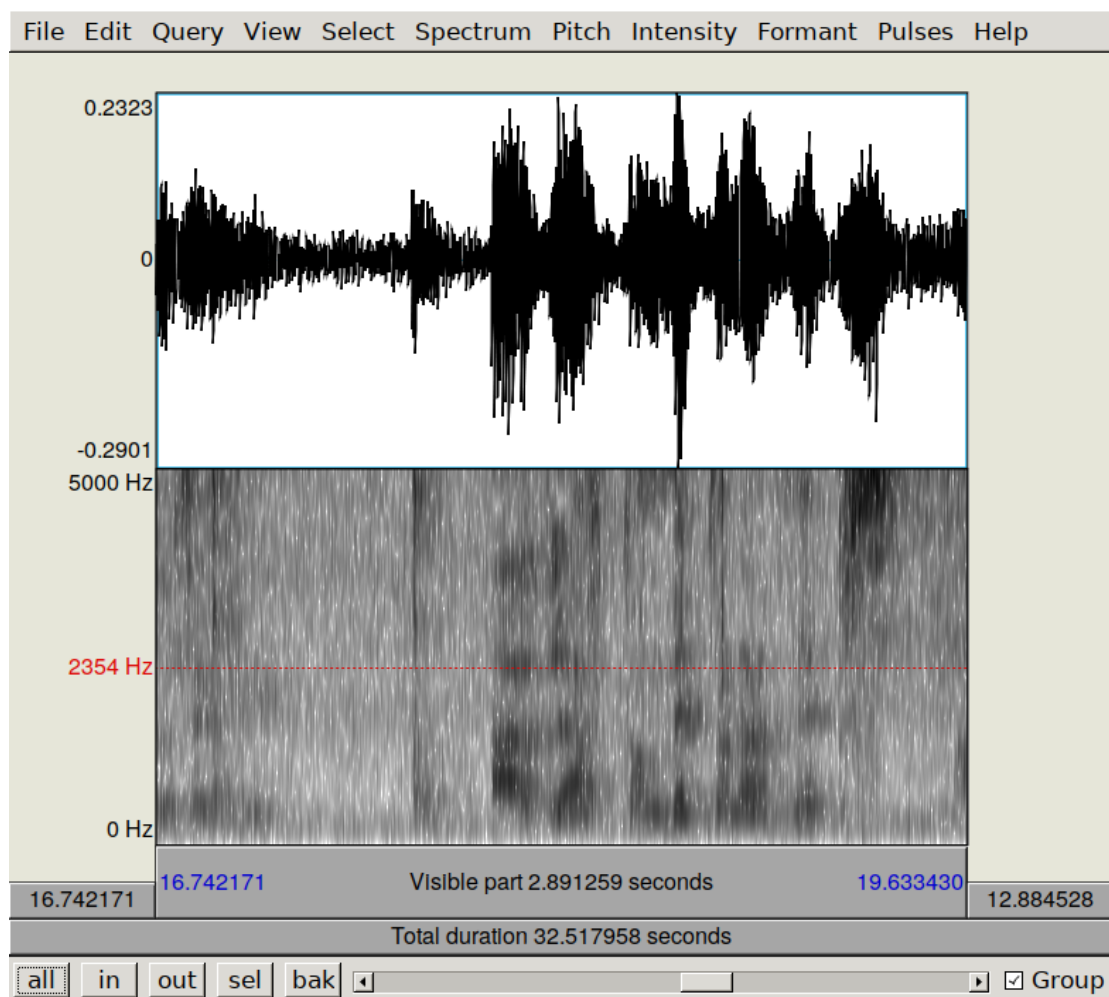 File Edit Query View Select Spectrum Pitch Intensity Formant Pulses Help
0.2323
0
-0.2901
5000 Hz
2354 Hz
0 Hz
16.742171 Visible part 2.891259 seconds 19.633430
16.742171 12.884528
Total duration 32.517958 seconds
all in out sel bak Group